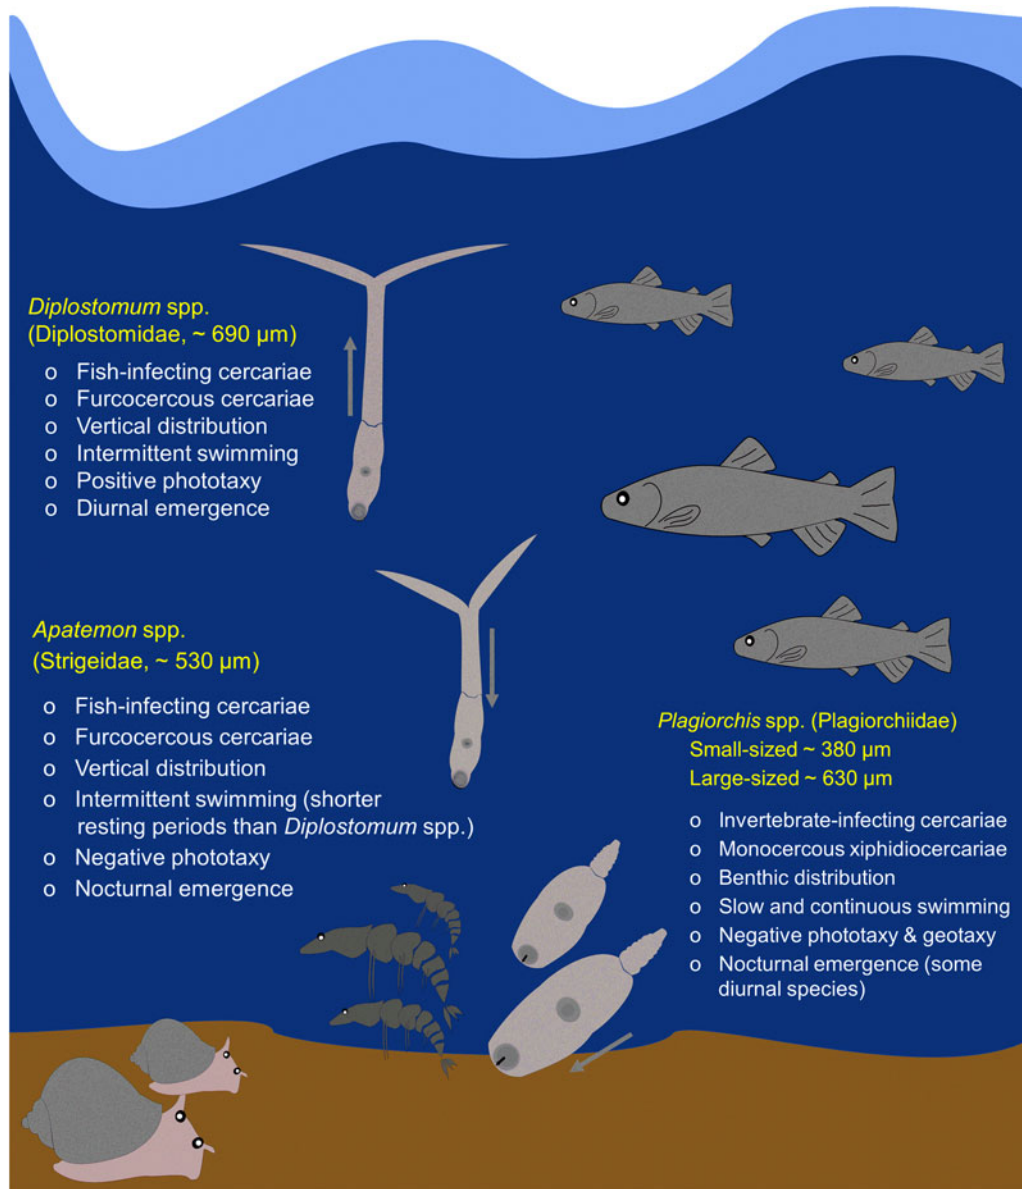 Diplostomum spp.
(Diplostomidae, ~ 690 µm)
o Fish-infecting cercariae
o Furcocercous cercariae
o Vertical distribution
o Intermittent swimming
o Positive phototaxy
o Diurnal emergence
Apatemon spp.
(Strigeidae, ~ 530 µm)
o Fish-infecting cercariae
o Furcocercous cercariae
o Vertical distribution
o Intermittent swimming (shorter
resting periods than Diplostomum spp.)
o Negative phototaxy
o Nocturnal emergence
Plagiorchis spp. (Plagiorchiidae)
Small-sized ~ 380 µm
Large-sized ~ 630 µm
o Invertebrate-infecting cercariae
o Monocercous xiphidiocercariae
o Benthic distribution
o Slow and continuous swimming
o Negative phototaxy & geotaxy
o Nocturnal emergence (some
diurnal species)